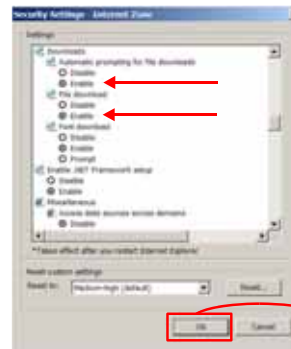 Security Settings - Internet Zone
Settings
Downloads
Automatic prompting for file downloads
Disable
Enable
File download
Disable
Enable
Font download
Disable
Enable
Prompt
Enable .NET Framework setup
Disable
Enable
Miscellaneous
Access data sources across domains
Disable
*Takes effect after you restart Internet Explorer
Reset custom settings
Reset to: Medium-high (default) Reset...
OK Cancel